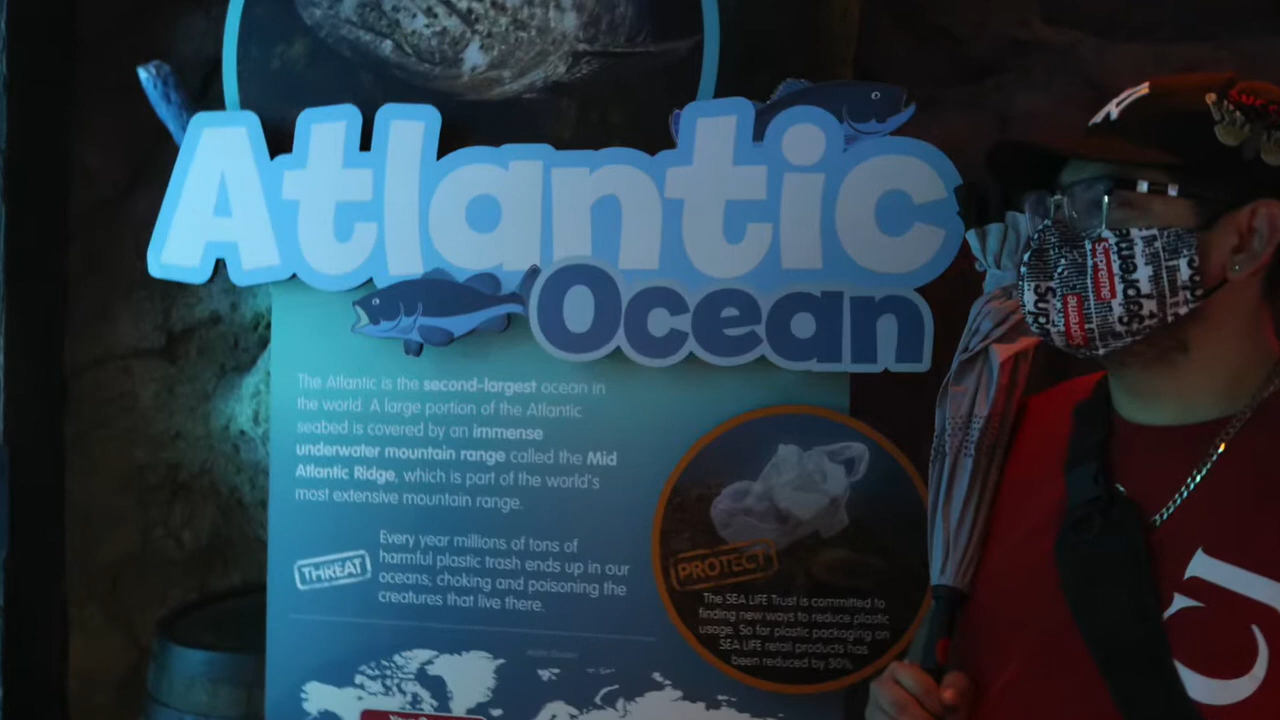 Atlantic
Ocean
The Atlantic is the second-largest ocean in
the world. A large portion of the Atlantic
seabed is covered by an immense
underwater mountain range called the Mid
Atlantic Ridge, which is part of the world's
most extensive mountain range.
THREAT
Every year millions of tons of
harmful plastic trash ends up in our
oceans; choking and poisoning the
creatures that live there.
PROTECT
The SEA LIFE Trust is committed to
finding new ways to reduce plastic
usage. So far plastic packaging on
SEA LIFE retail products has
been reduced by 30%
Supreme
Supreme
Supreme